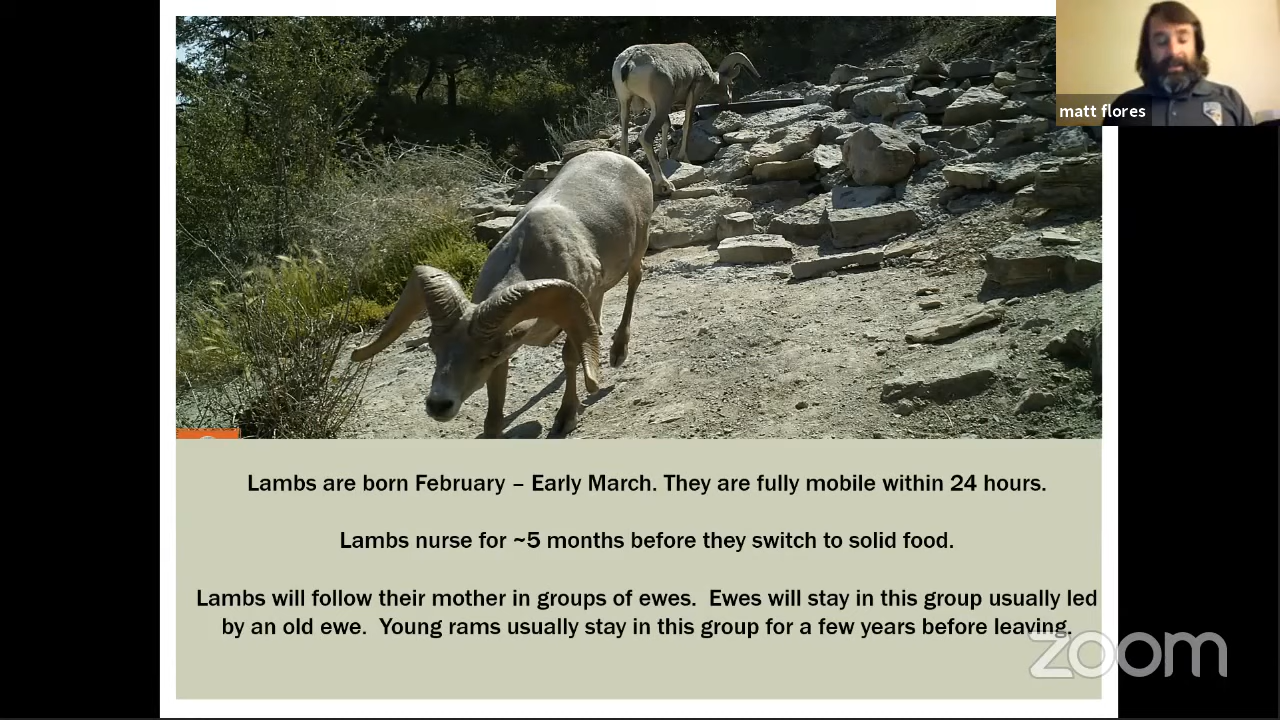 matt flores
Lambs are born February – Early March. They are fully mobile within 24 hours.
Lambs nurse for ~5 months before they switch to solid food.
Lambs will follow their mother in groups of ewes.  Ewes will stay in this group usually led
by an old ewe.  Young rams usually stay in this group for a few years before leaving.
zoom